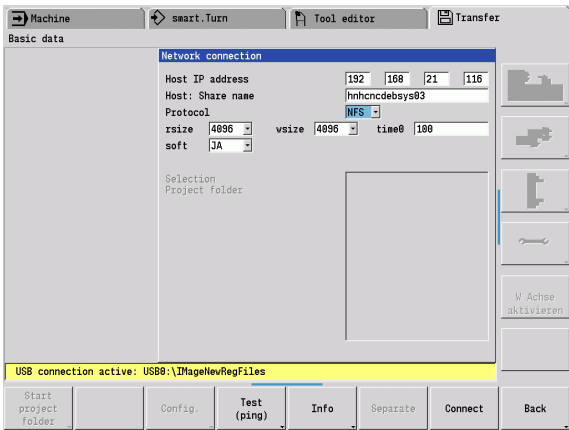 Machine smart.Turn Tool editor Transfer
Basic data
Network connection
Host IP address 192 168 21 116
Host: Share name hnhcncdebsys03
Protocol NFS
rsize 4096 vsize 4096 time0 100
soft JA
Selection
Project folder
W Achse
aktivieren
USB connection active: USB0:\IMageNewRegFiles
Start
project
folder
Config.
Test
(ping)
Info
Separate
Connect
Back